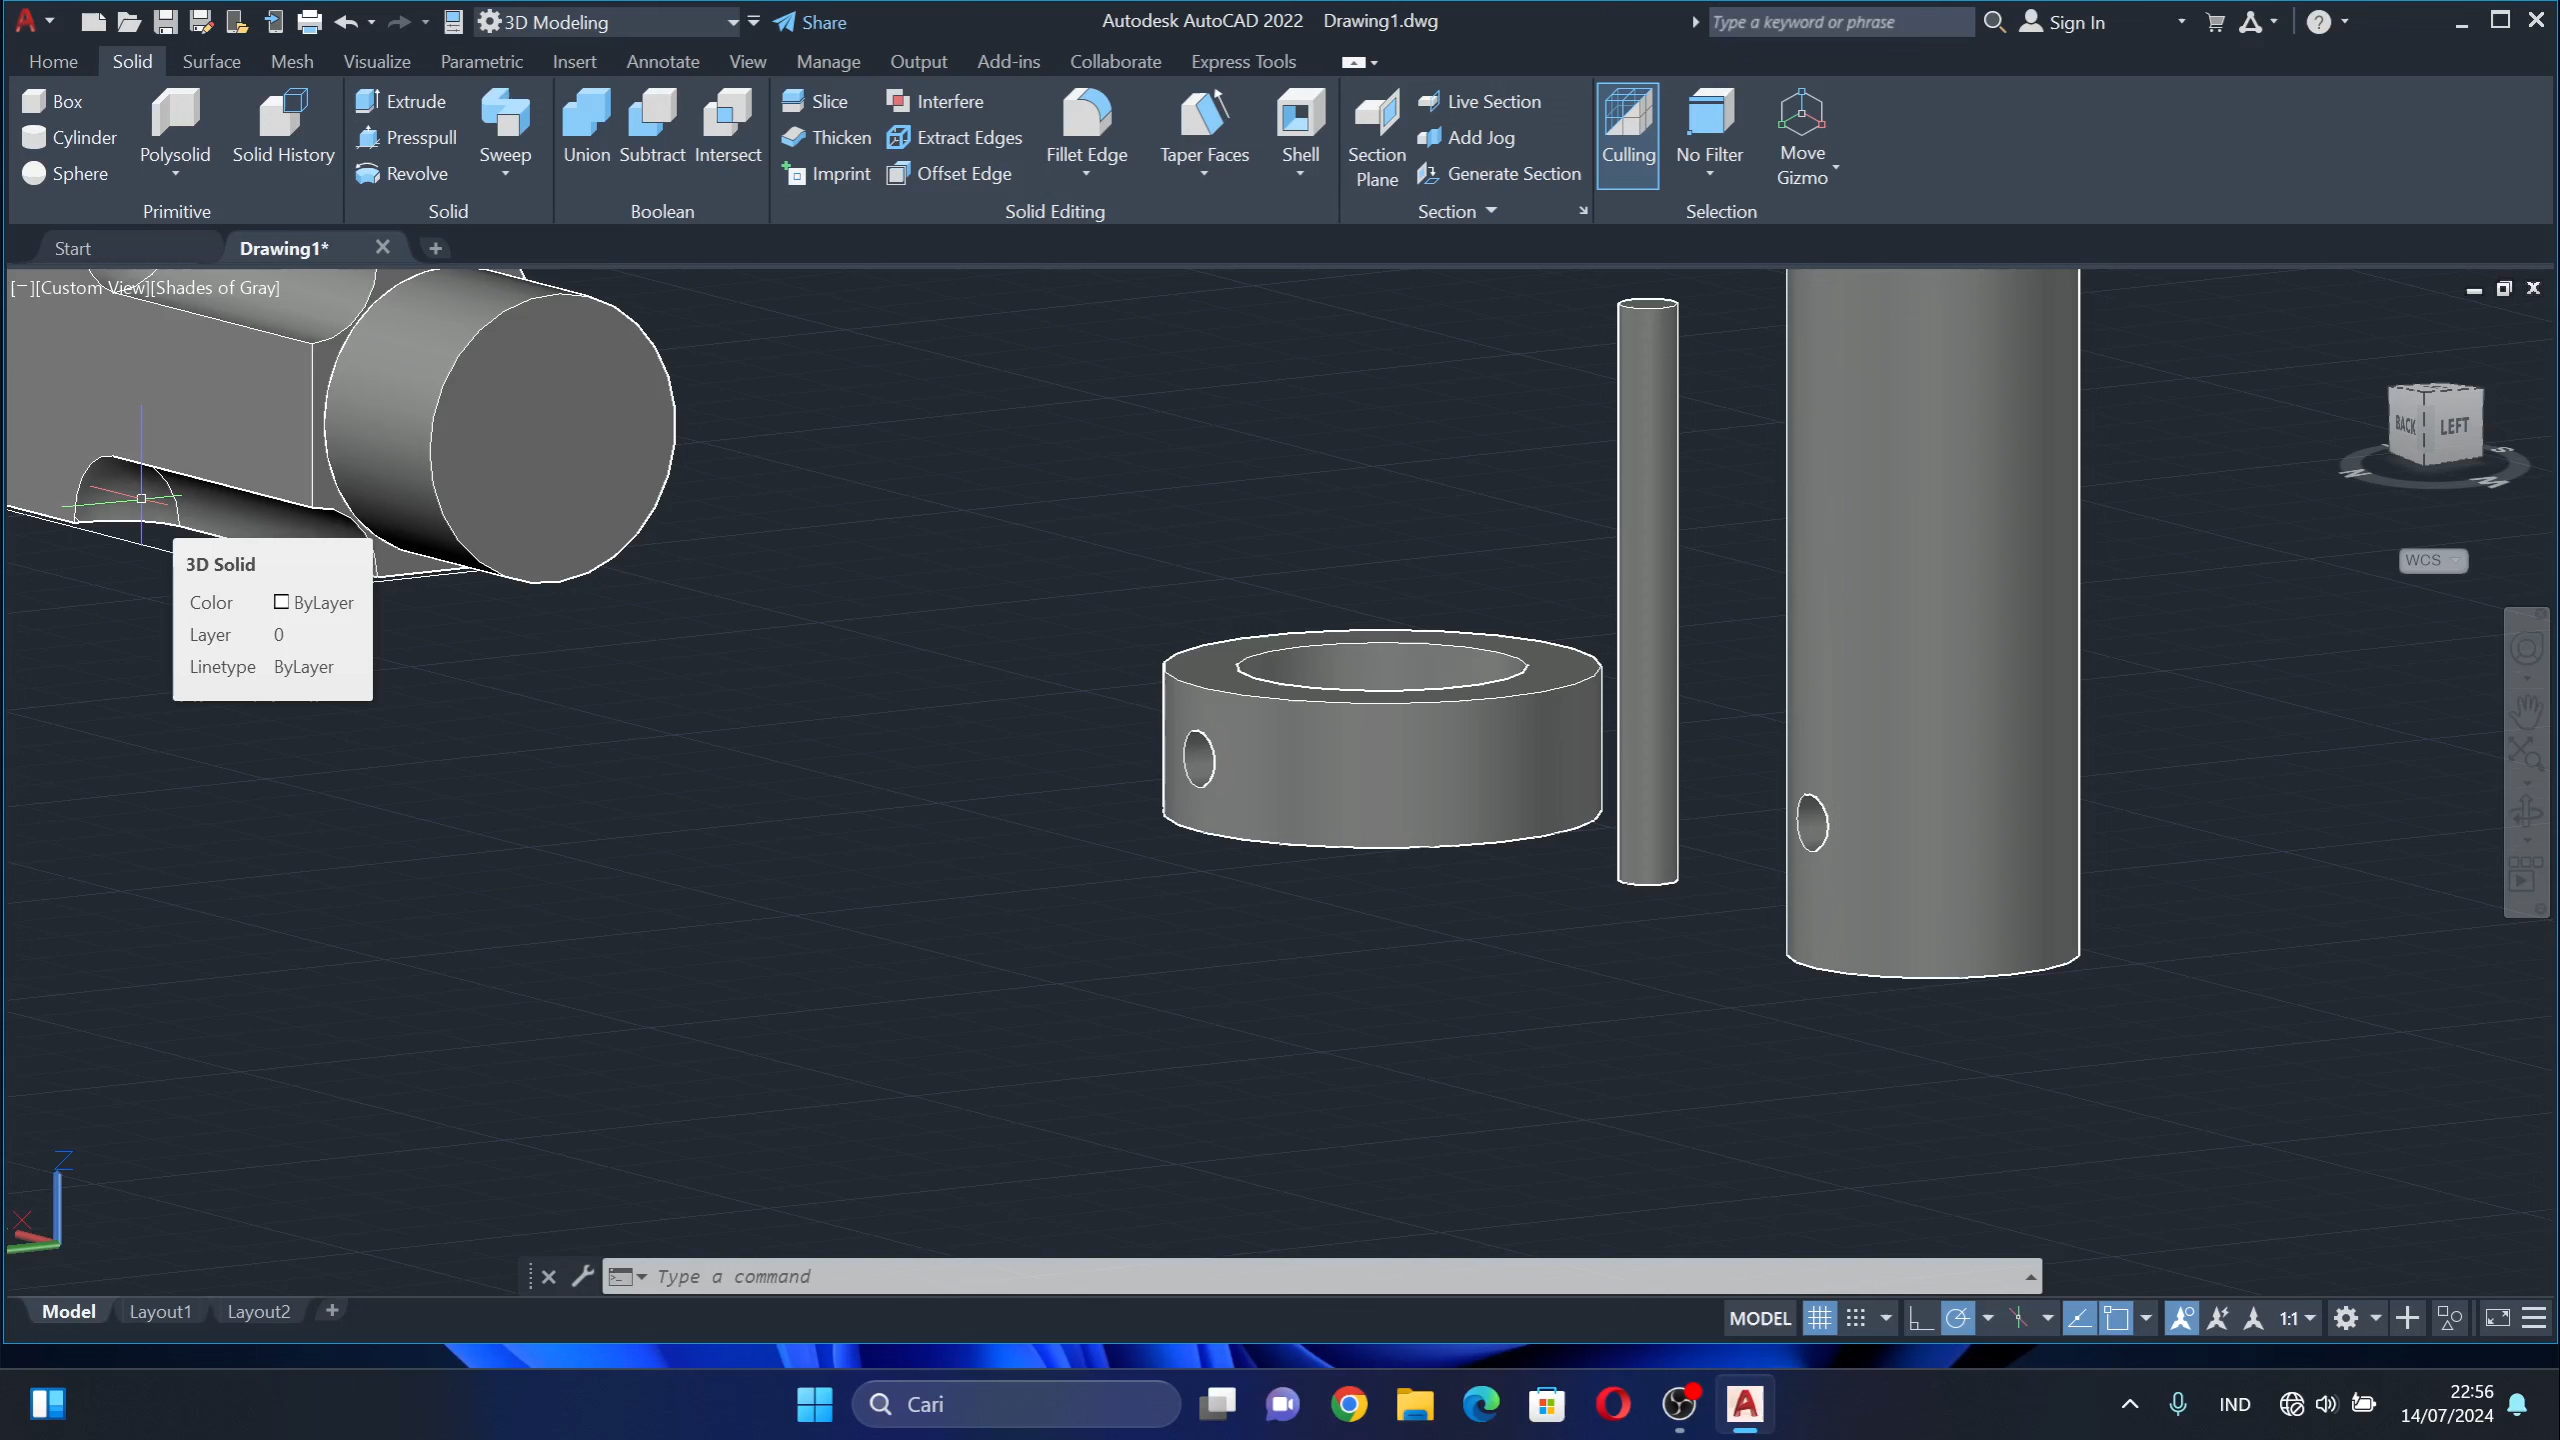 3D Modeling
Share
Autodesk AutoCAD 2022 Drawing1.dwg
Type a keyword or phrase
Sign In
Home Solid Surface Mesh Visualize Parametric Insert Annotate View Manage Output Add-ins Collaborate Express Tools
Box
Cylinder
Sphere
Polysolid
Solid History
Primitive
Extrude
Presspull
Revolve
Sweep
Solid
Union
Subtract
Intersect
Boolean
Slice
Thicken
Imprint
Interfere
Extract Edges
Offset Edge
Fillet Edge
Taper Faces
Shell
Solid Editing
Section
Plane
Live Section
Add Jog
Generate Section
Section
Culling
No Filter
Move
Gizmo
Selection
Start
Drawing1*
[−][Custom View][Shades of Gray]
BACK
LEFT
N
S
WCS
3D Solid
Color ByLayer
Layer 0
Linetype ByLayer
Z
X
Type a command
Model Layout1 Layout2
MODEL
1:1
Cari
IND
22:56
14/07/2024